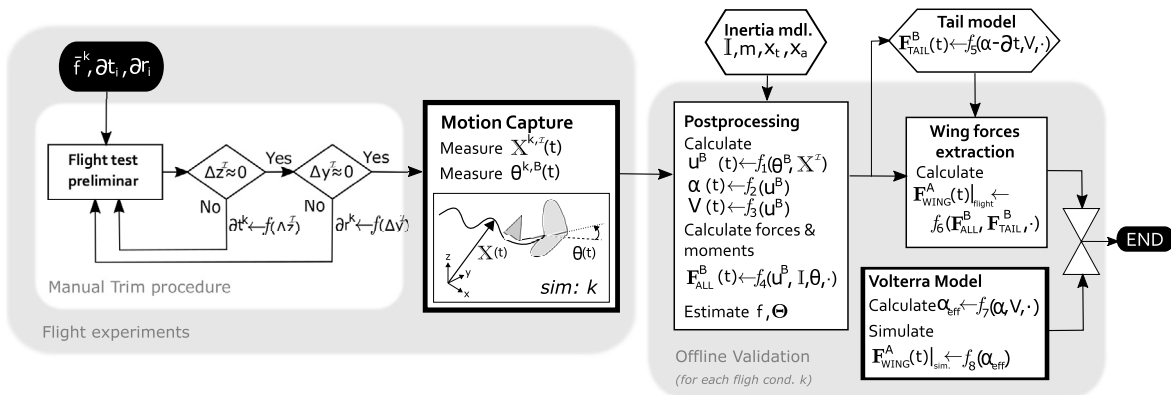 f̄ᵏ,∂tᵢ,∂rᵢ
Flight test
preliminar
Δz^ℐ≈0
Yes
No
∂tᵏ←f(Δz^ℐ)
Δy^ℐ≈0
Yes
No
∂rᵏ←f(Δy^ℐ)
Manual Trim procedure
Flight experiments
Motion Capture
Measure 𝕏^{k,ℐ}(t)
Measure θ^{k,B}(t)
𝕏(t)
θ(t)
z
y
x
sim: k
Inertia mdl.
𝕀,m,xₜ,xₐ
Postprocessing
Calculate
u^B (t)←f₁(θ^B, 𝕏^ℐ)
α (t)←f₂(u^B)
V (t)←f₃(u^B)
Calculate forces &
moments
F^B_ALL (t)←f₄(u^B, 𝕀,θ,·)
Estimate f,Θ
Offline Validation
(for each fligh cond. k)
Tail model
F^B_TAIL(t)←f₅(α-∂t,V,·)
Wing forces
extraction
Calculate
F^A_WING(t)|_flight ←
f₆(F^B_ALL, F^B_TAIL,·)
Volterra Model
Calculate α_eff←f₇(α,V,·)
Simulate
F^A_WING(t)|_sim.←f₈(α_eff)
END